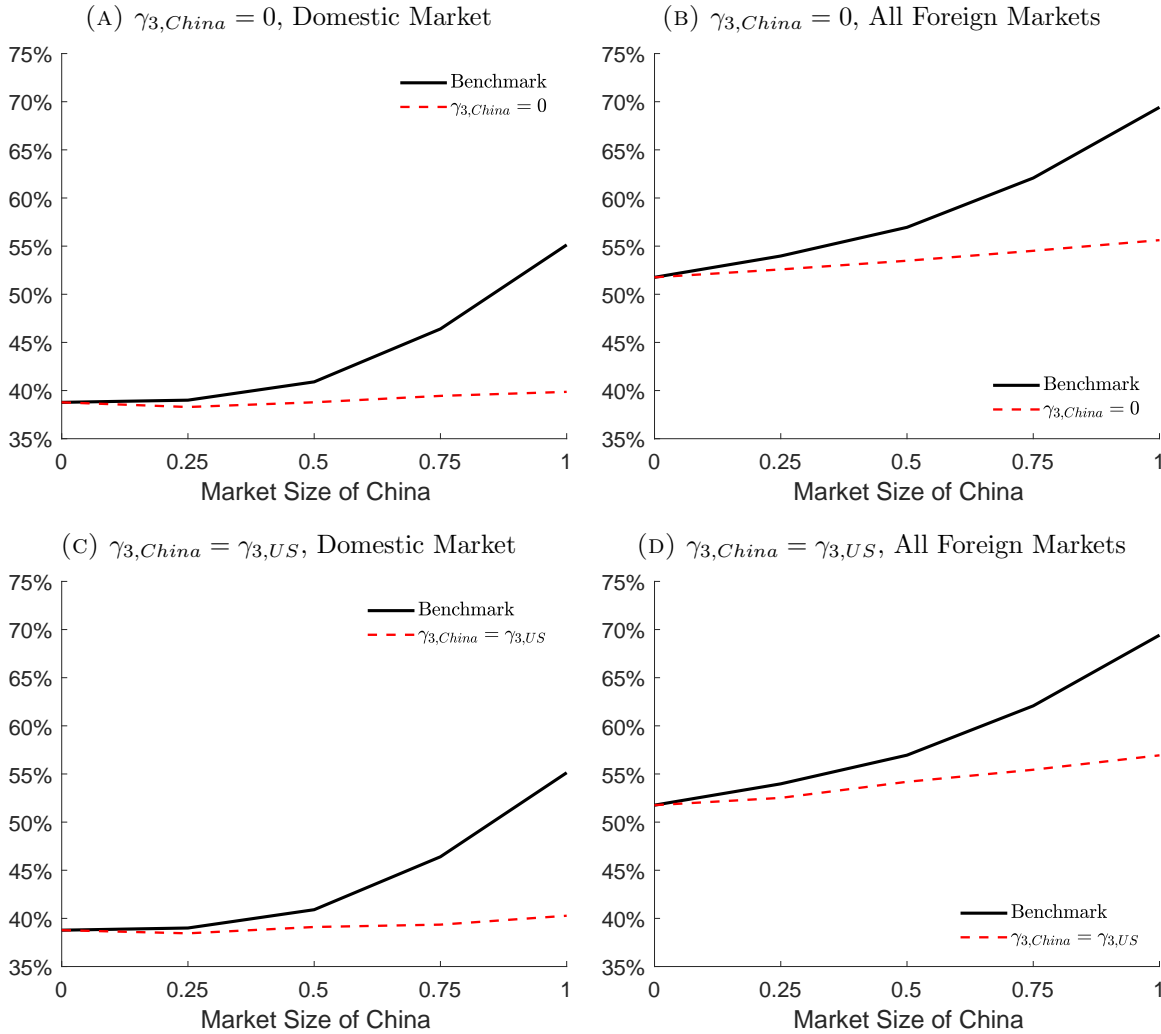 (A) γ3,China = 0, Domestic Market
75%
70%
65%
60%
55%
50%
45%
40%
35%
Benchmark
γ3,China = 0
0 0.25 0.5 0.75 1
Market Size of China
(B) γ3,China = 0, All Foreign Markets
75%
70%
65%
60%
55%
50%
45%
40%
35%
Benchmark
γ3,China = 0
0 0.25 0.5 0.75 1
Market Size of China
(C) γ3,China = γ3,US, Domestic Market
75%
70%
65%
60%
55%
50%
45%
40%
35%
Benchmark
γ3,China = γ3,US
0 0.25 0.5 0.75 1
Market Size of China
(D) γ3,China = γ3,US, All Foreign Markets
75%
70%
65%
60%
55%
50%
45%
40%
35%
Benchmark
γ3,China = γ3,US
0 0.25 0.5 0.75 1
Market Size of China